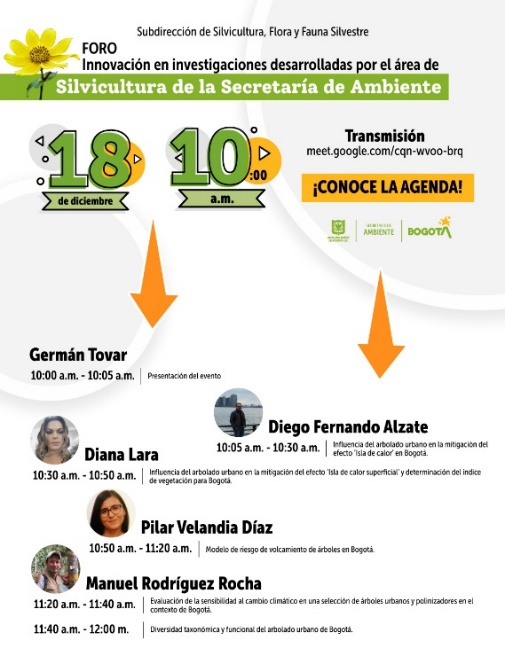 Subdirección de Silvicultura, Flora y Fauna Silvestre
FORO
Innovación en investigaciones desarrolladas por el área de
Silvicultura de la Secretaría de Ambiente
18
de diciembre
10:00
a.m.
Transmisión
meet.google.com/cqn-wvoo-brq
¡CONOCE LA AGENDA!
AMBIENTE
BOGOTÁ
Germán Tovar
10:00 a.m. - 10:05 a.m.
Presentación del evento
Diego Fernando Alzate
10:05 a.m. - 10:30 a.m.
Influencia del arbolado urbano en la mitigación del
efecto 'isla de calor' en Bogotá.
Diana Lara
10:30 a.m. - 10:50 a.m.
Influencia del arbolado urbano en la mitigación del efecto 'Isla de calor superficial' y determinación del índice
de vegetación para Bogotá.
Pilar Velandia Díaz
10:50 a.m. - 11:20 a.m.
Modelo de riesgo de volcamiento de árboles en Bogotá.
Manuel Rodríguez Rocha
11:20 a.m. - 11:40 a.m.
Evaluación de la sensibilidad al cambio climático en una selección de árboles urbanos y polinizadores en el
contexto de Bogotá.
11:40 a.m. - 12:00 m.
Diversidad taxonómica y funcional del arbolado urbano de Bogotá.